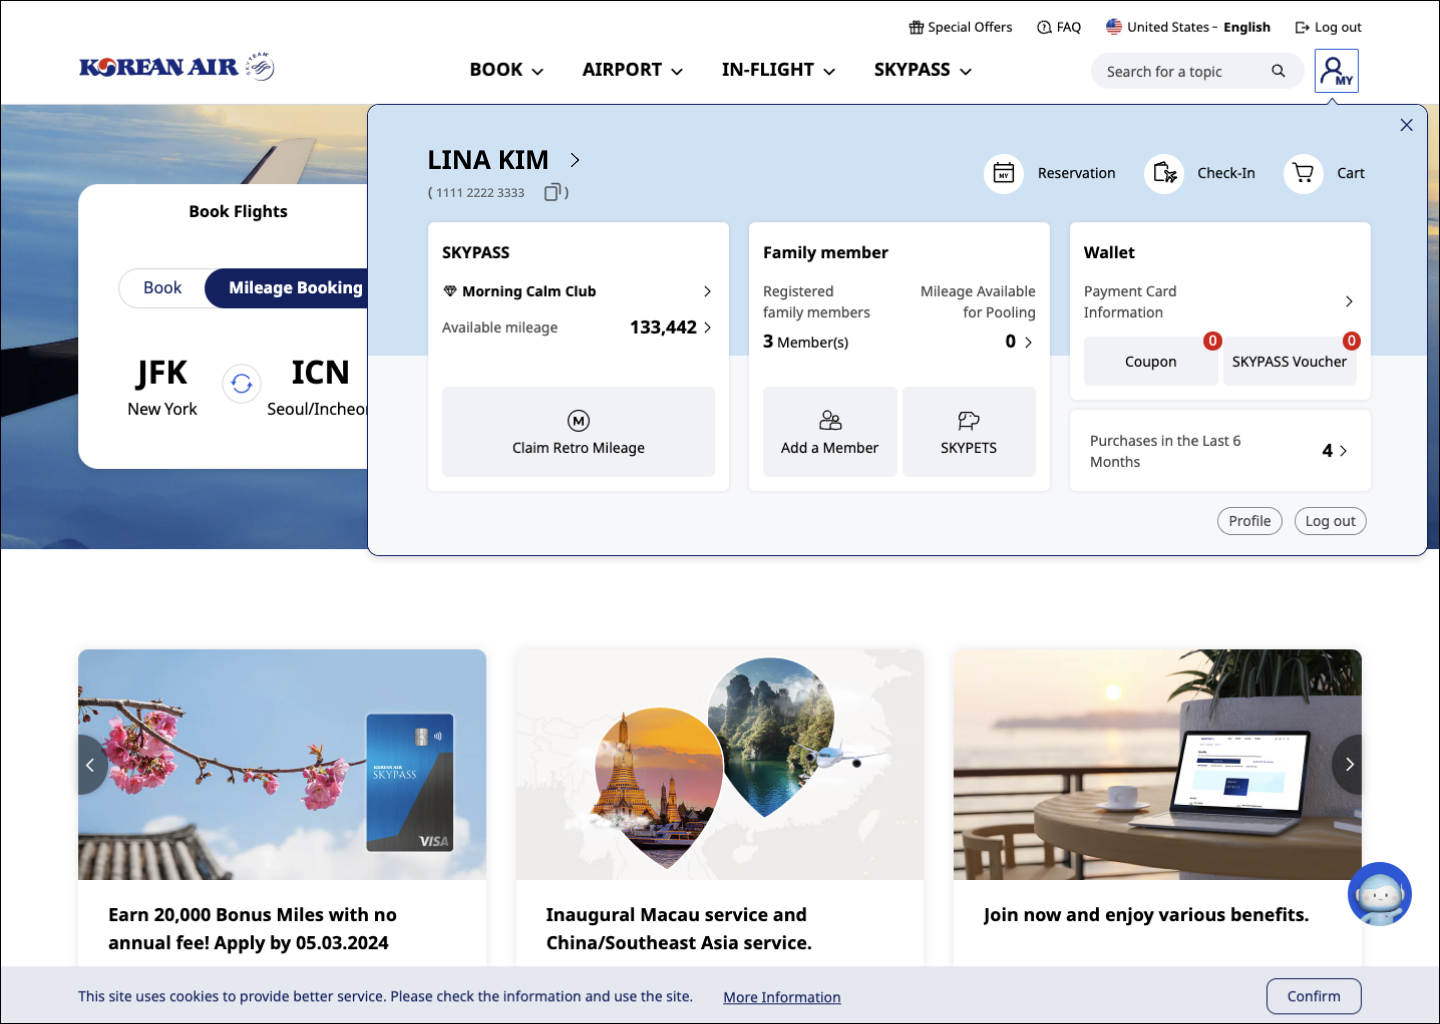 Special Offers
FAQ
United States – English
Log out
KOREAN AIR
SKYTEAM
BOOK
AIRPORT
IN-FLIGHT
SKYPASS
Search for a topic
MY
LINA KIM
( 1111 2222 3333 )
MY
Reservation
Check-In
Cart
Book Flights
Book
Mileage Booking
JFK
New York
ICN
Seoul/Incheon
SKYPASS
Morning Calm Club
Available mileage 133,442
M
Claim Retro Mileage
Family member
Registered
family members
Mileage Available
for Pooling
3 Member(s)
0
Add a Member
SKYPETS
Wallet
Payment Card
Information
0
Coupon
0
SKYPASS Voucher
Purchases in the Last 6
Months
4
Profile
Log out
KOREAN AIR
SKYPASS
VISA
Earn 20,000 Bonus Miles with no
annual fee! Apply by 05.03.2024
Inaugural Macau service and
China/Southeast Asia service.
Join now and enjoy various benefits.
This site uses cookies to provide better service. Please check the information and use the site.
More Information
Confirm